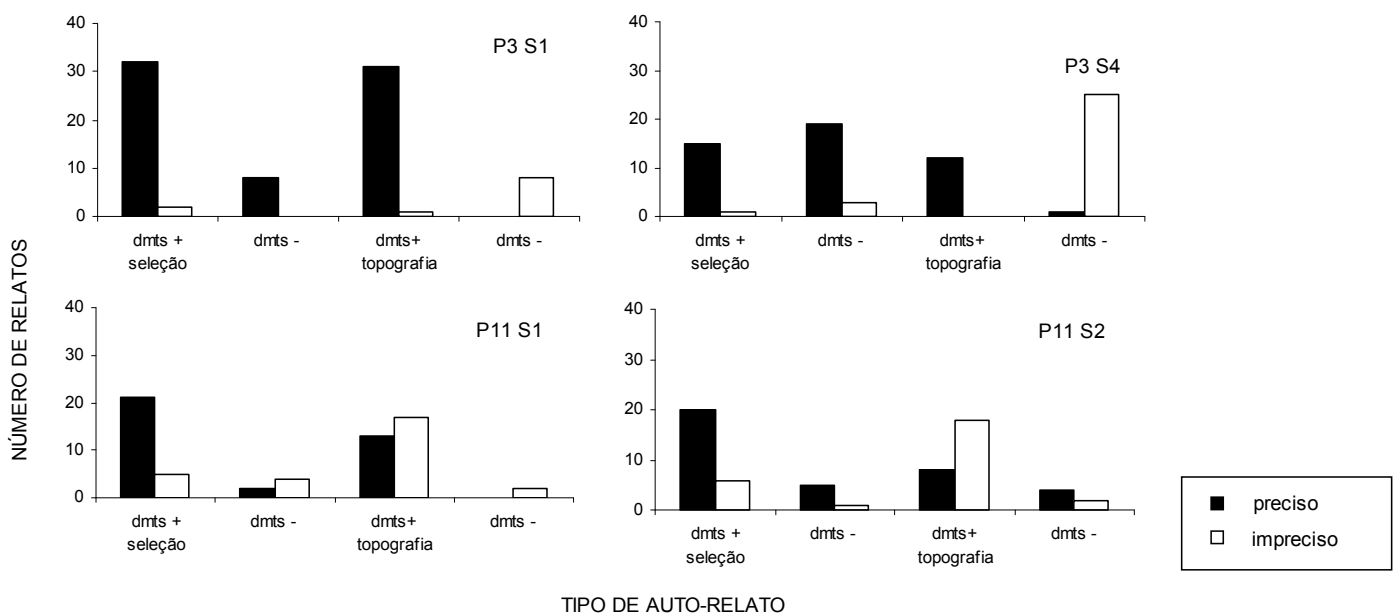 NÚMERO DE RELATOS
P3 S1
40
30
20
10
0
dmts + dmts - dmts+ dmts -
seleção topografia
P3 S4
40
30
20
10
0
dmts + dmts - dmts+ dmts -
seleção topografia
P11 S1
40
30
20
10
0
dmts + dmts - dmts+ dmts -
seleção topografia
P11 S2
40
30
20
10
0
dmts + dmts - dmts+ dmts -
seleção topografia
preciso
impreciso
TIPO DE AUTO-RELATO